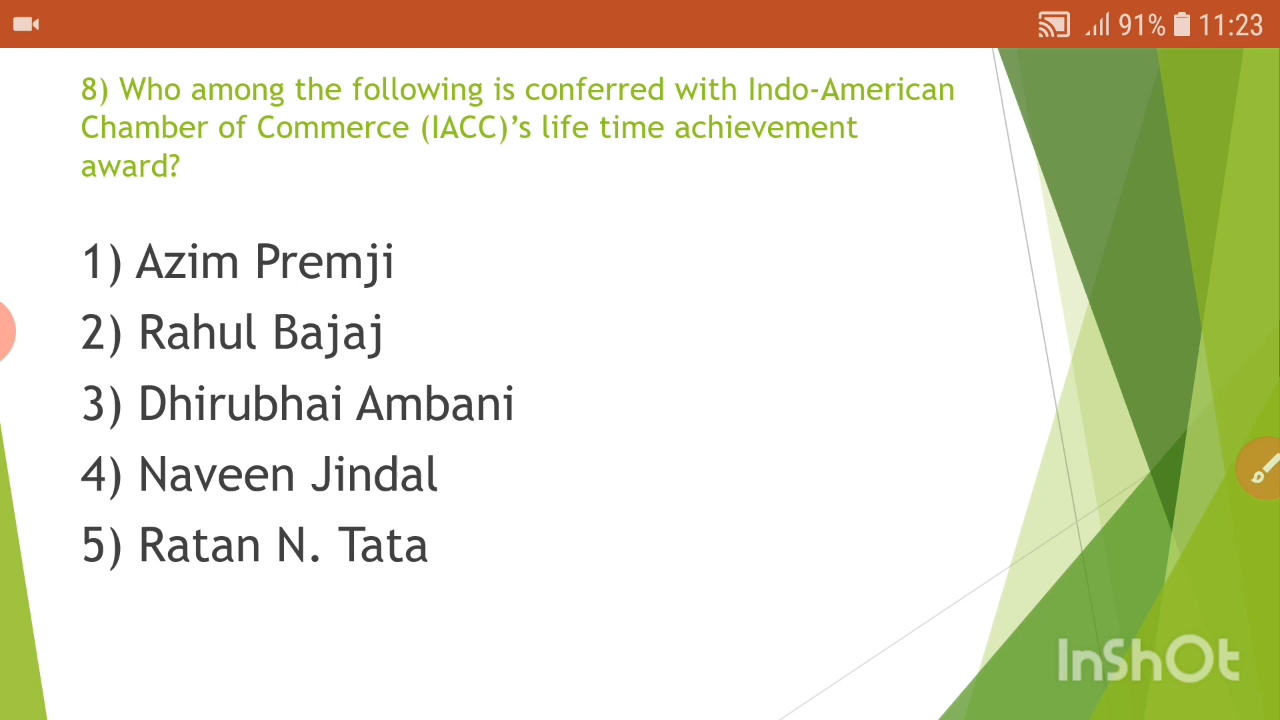 91% 11:23
8) Who among the following is conferred with Indo-American
Chamber of Commerce (IACC)’s life time achievement
award?
1) Azim Premji
2) Rahul Bajaj
3) Dhirubhai Ambani
4) Naveen Jindal
5) Ratan N. Tata
InShOt